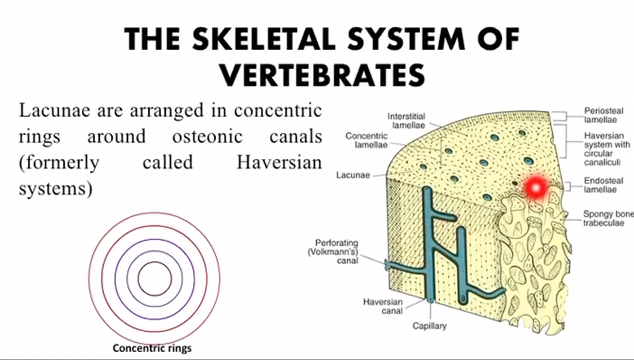 THE SKELETAL SYSTEM OF
VERTEBRATES
Lacunae are arranged in concentric
rings around osteonic canals
(formerly called Haversian
systems)
Concentric rings
Interstitial
lamellae
Concentric
lamellae
Lacunae
Perforating
(Volkmann's)
canal
Haversian
canal
Capillary
Periosteal
lamellae
Haversian
system with
circular
canaliculi
Endosteal
lamellae
Spongy bone
trabeculae